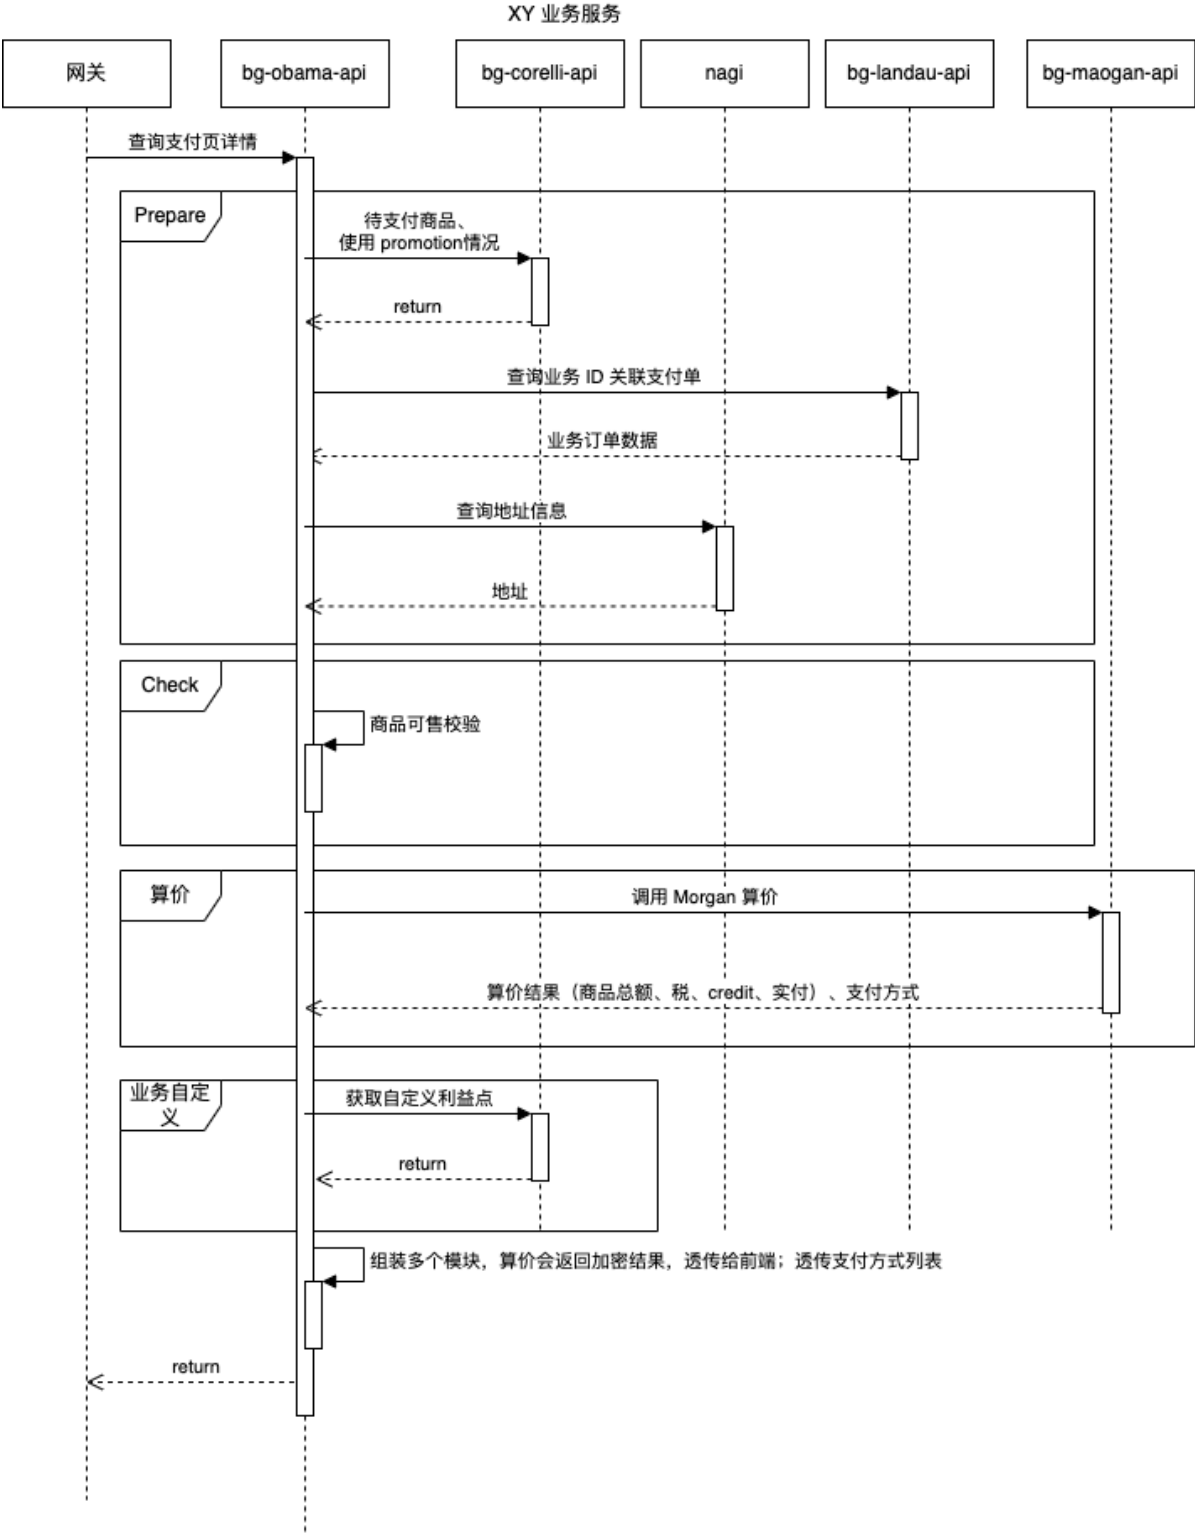 XY 业务服务
网关
bg-obama-api
bg-corelli-api
nagi
bg-landau-api
bg-maogan-api
查询支付页详情
Prepare
待支付商品、
使用 promotion情况
return
查询业务 ID 关联支付单
业务订单数据
查询地址信息
地址
Check
商品可售校验
算价
调用 Morgan 算价
算价结果（商品总额、税、credit、实付）、支付方式
业务自定
义
获取自定义利益点
return
组装多个模块，算价会返回加密结果，透传给前端；透传支付方式列表
return